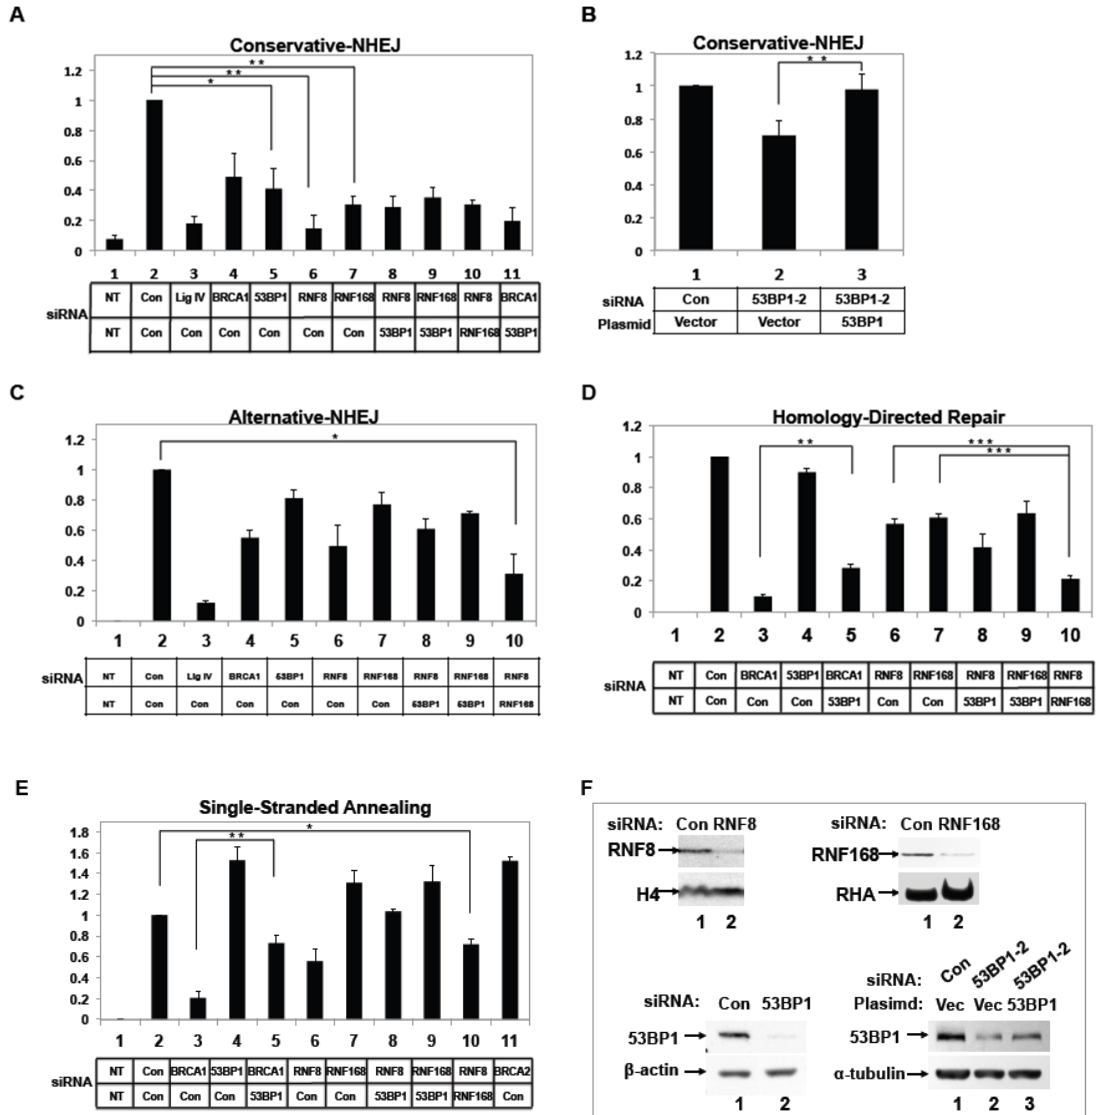 A
Conservative-NHEJ
1.2
1
0.8
0.6
0.4
0.2
0
**
**
*
1 2 3 4 5 6 7 8 9 10 11
siRNA
NT Con Lig IV BRCA1 53BP1 RNF8 RNF168 RNF8 RNF168 RNF8 BRCA1
NT Con Con Con Con Con Con 53BP1 53BP1 RNF168 53BP1
B
Conservative-NHEJ
1.2
1
0.8
0.6
0.4
0.2
0
**
1 2 3
siRNA Con 53BP1-2 53BP1-2
Plasmid Vector Vector 53BP1
C
Alternative-NHEJ
1.2
1
0.8
0.6
0.4
0.2
0
*
1 2 3 4 5 6 7 8 9 10
siRNA NT Con Lig IV BRCA1 53BP1 RNF8 RNF168 RNF8 RNF168 RNF8
NT Con Con Con Con Con Con 53BP1 53BP1 RNF168
D
Homology-Directed Repair
1.2
1
0.8
0.6
0.4
0.2
0
**
***
***
1 2 3 4 5 6 7 8 9 10
siRNA
NT Con BRCA1 53BP1 BRCA1 RNF8 RNF168 RNF8 RNF168 RNF8
NT Con Con Con 53BP1 Con Con 53BP1 53BP1 RNF168
E
Single-Stranded Annealing
1.8
1.6
1.4
1.2
1
0.8
0.6
0.4
0.2
0
*
**
1 2 3 4 5 6 7 8 9 10 11
siRNA
NT Con BRCA1 53BP1 BRCA1 RNF8 RNF168 RNF8 RNF168 RNF8 BRCA2
NT Con Con Con 53BP1 Con Con 53BP1 53BP1 RNF168 Con
F
siRNA: Con RNF8
RNF8
H4
1 2
siRNA: Con RNF168
RNF168
RHA
1 2
siRNA: Con 53BP1
53BP1
β-actin
1 2
siRNA: Con 53BP1-2 53BP1-2
Plasimd: Vec Vec 53BP1
53BP1
α-tubulin
1 2 3